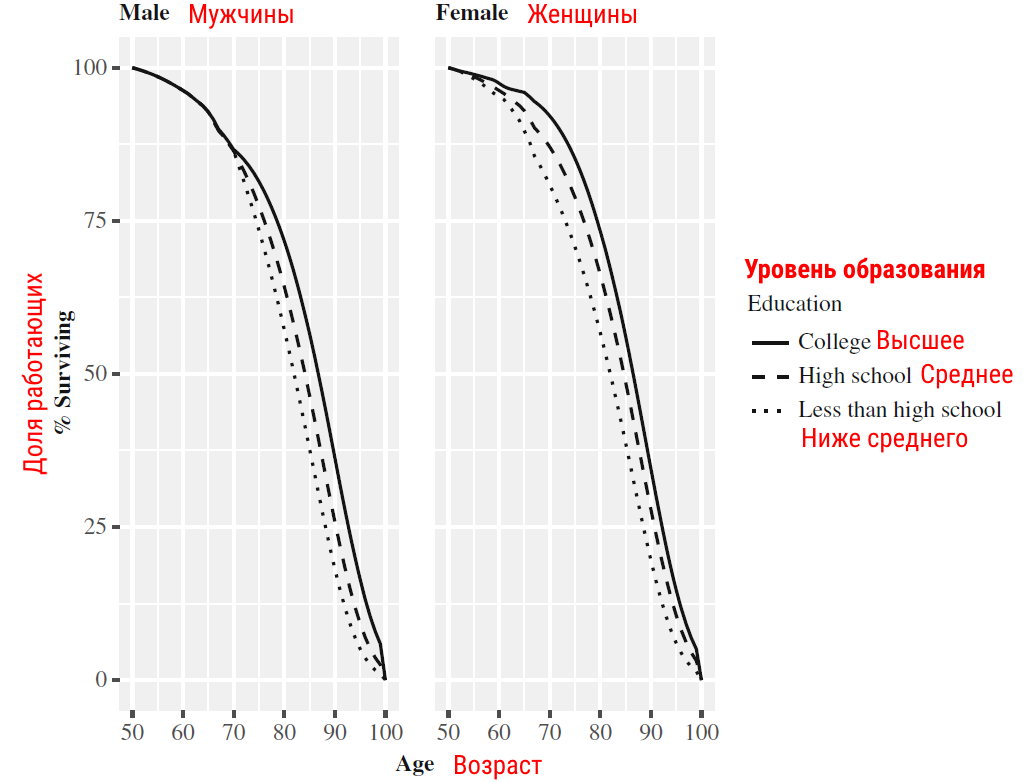 Male Мужчины
Female Женщины
100
75
50
25
0
Доля работающих
% Surviving
50 60 70 80 90 100
50 60 70 80 90 100
Age Возраст
Уровень образования
Education
College Высшее
High school Среднее
Less than high school
Ниже среднего